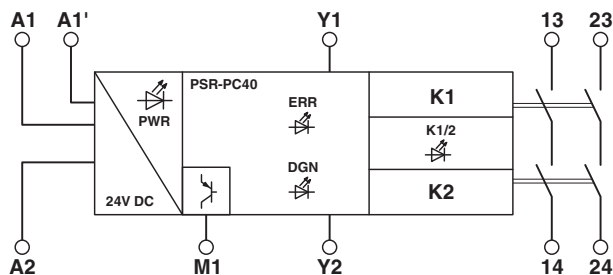 A1 A1' Y1 13 23
PSR-PC40
ERR
PWR
K1
K1/2
DGN
24V DC
K2
A2 M1 Y2 14 24